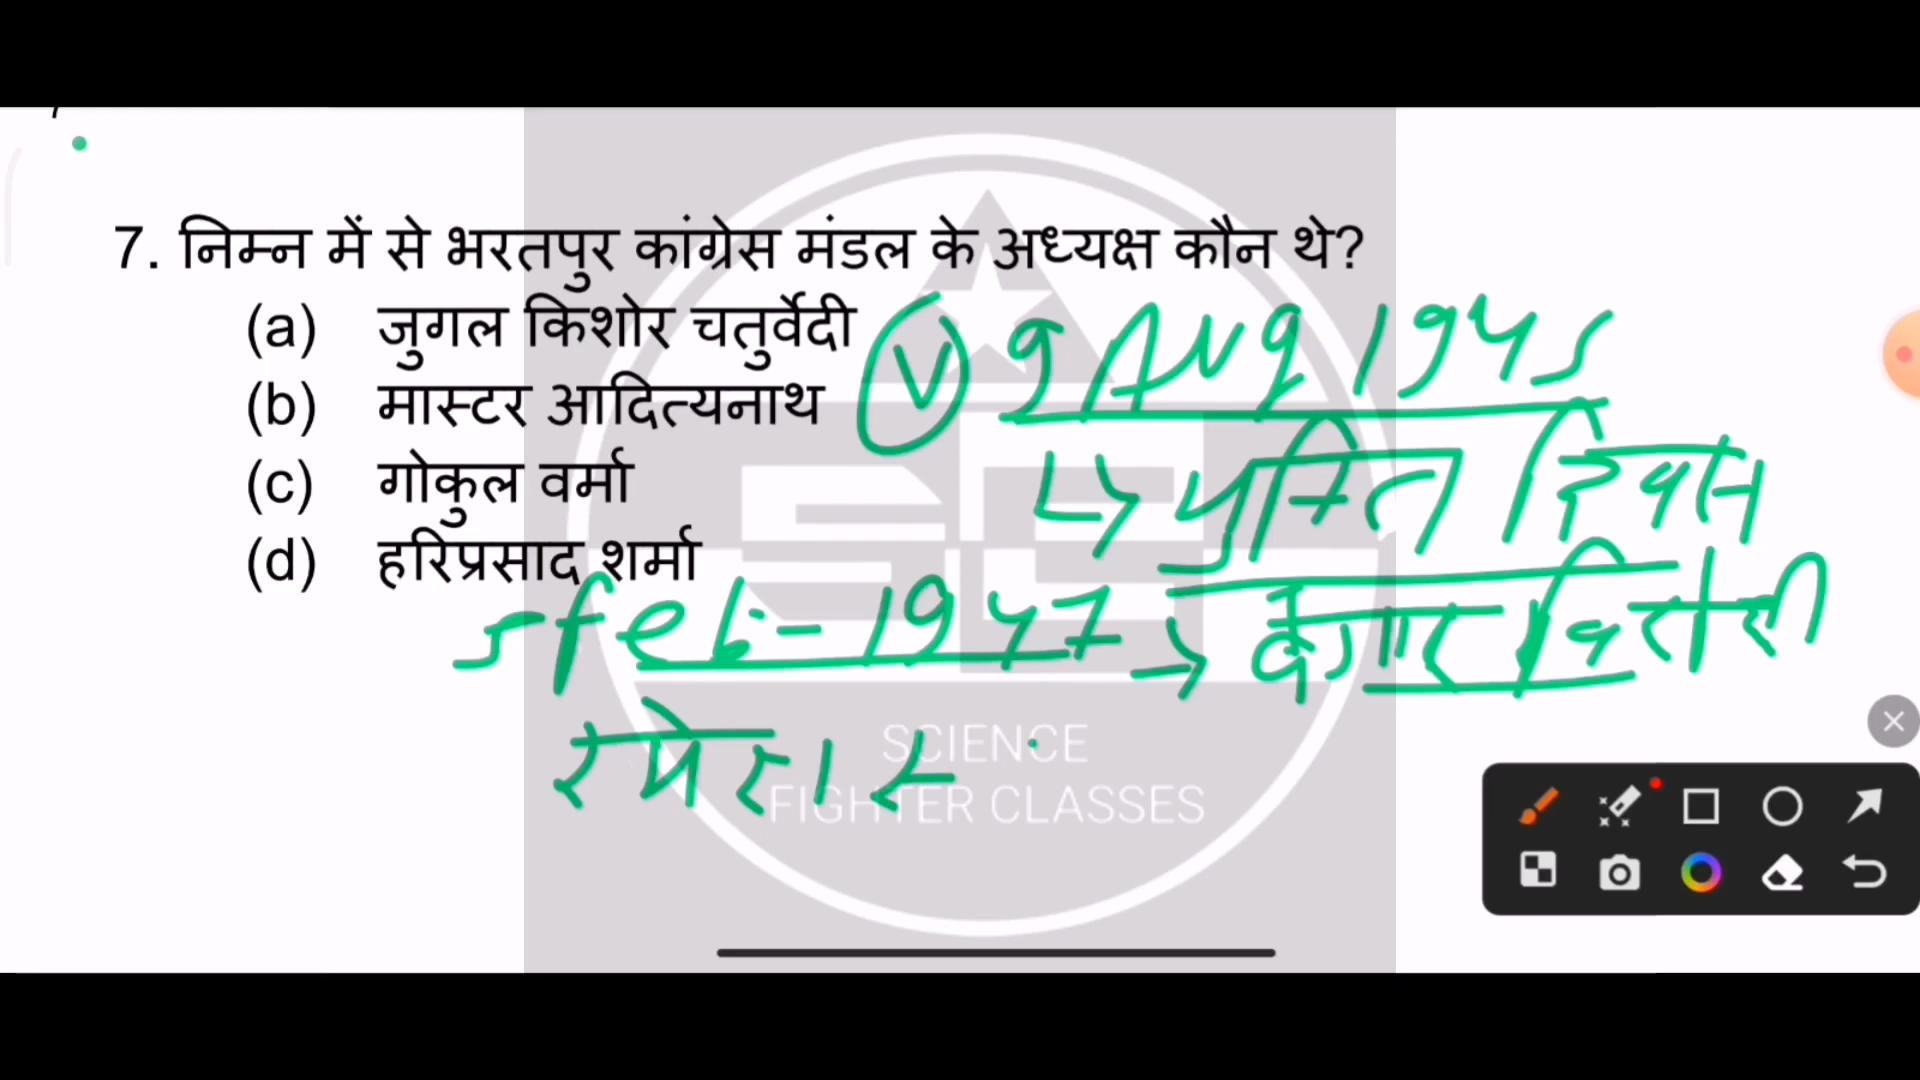 7. निम्न में से भरतपुर कांग्रेस मंडल के अध्यक्ष कौन थे?
(a) जुगल किशोर चतुर्वेदी
(b) मास्टर आदित्यनाथ
(c) गोकुल वर्मा
(d) हरिप्रसाद शर्मा
9 Aug 1945
दिवस
5 feb - 1947 → विरोधी
SCIENCE
FIGHTER CLASSES